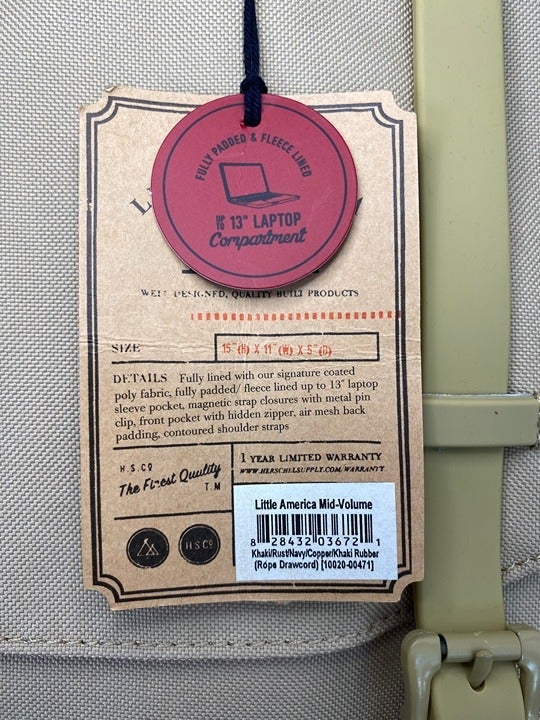 FULLY PADDED & FLEECE LINED
UP TO 13" LAPTOP
Compartment
WELL DESIGNED, QUALITY BUILT PRODUCTS
SIZE 15"(H) X 11"(W) X 5"(D)
DETAILS Fully lined with our signature coated
poly fabric, fully padded/ fleece lined up to 13" laptop
sleeve pocket, magnetic strap closures with metal pin
clip, front pocket with hidden zipper, air mesh back
padding, contoured shoulder straps
H.S.Co
The Finest Quality
T.M
1 YEAR LIMITED WARRANTY
WWW.HERSCHELSUPPLY.COM/WARRANTY
H S Co
Little America Mid-Volume
8 28432 03672 1
Khaki/Rust/Navy/Copper/Khaki Rubber
(Rope Drawcord) [10020-00471]